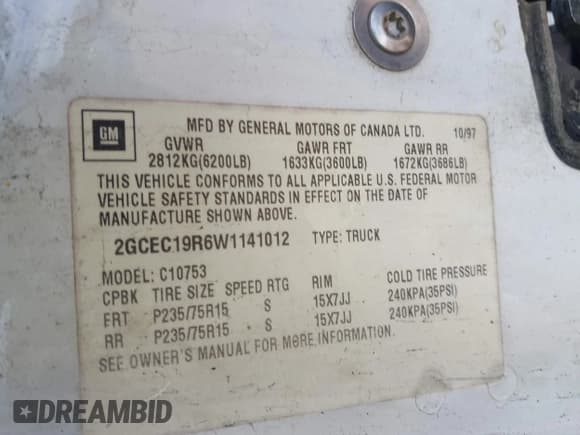 GM
MFD BY GENERAL MOTORS OF CANADA LTD. 10/97
GVWR GAWR FRT GAWR RR
2812KG(6200LB) 1633KG(3600LB) 1672KG(3686LB)
THIS VEHICLE CONFORMS TO ALL APPLICABLE U.S. FEDERAL MOTOR
VEHICLE SAFETY STANDARDS IN EFFECT ON THE DATE OF
MANUFACTURE SHOWN ABOVE.
2GCEC19R6W1141012 TYPE: TRUCK
MODEL: C10753
CPBK TIRE SIZE SPEED RTG RIM COLD TIRE PRESSURE
FRT P235/75R15 S 15X7JJ 240KPA(35PSI)
RR P235/75R15 S 15X7JJ 240KPA(35PSI)
SEE OWNER'S MANUAL FOR MORE INFORMATION.
DREAMBID